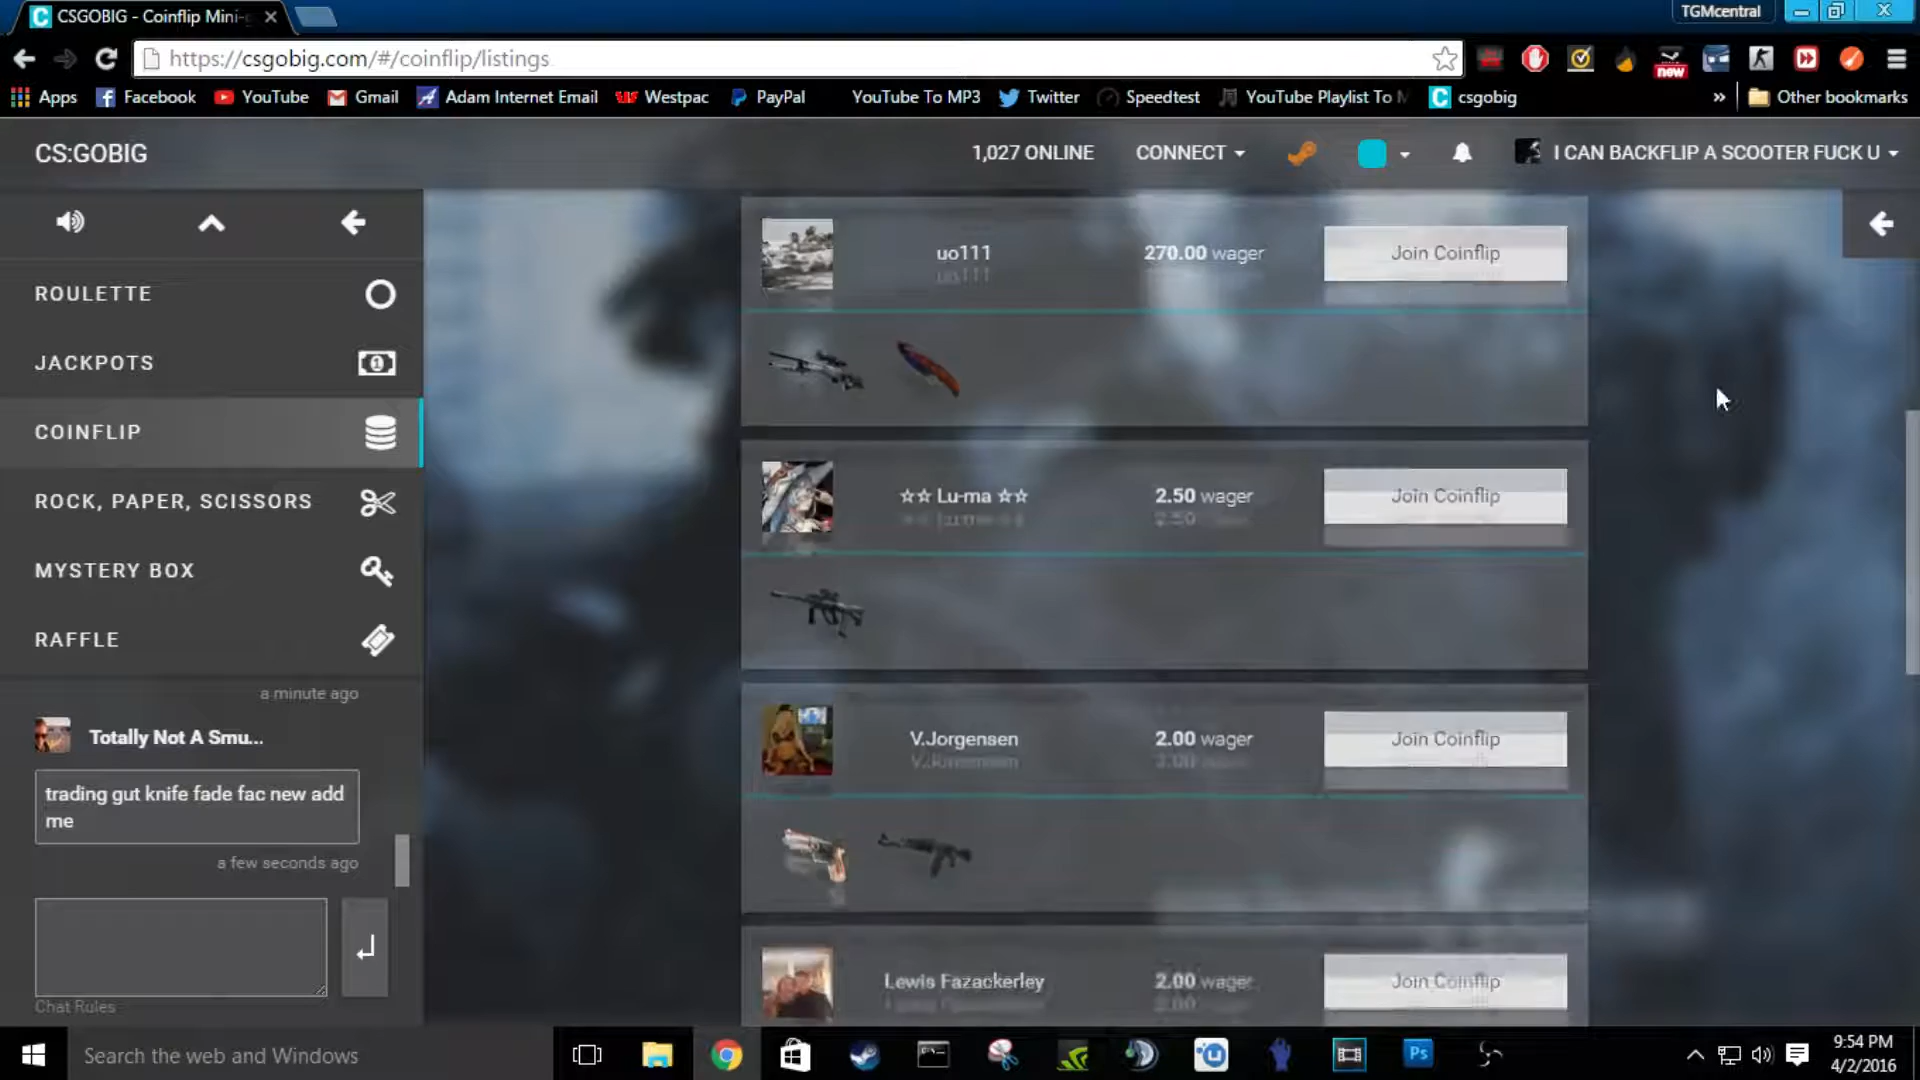 CSGOBIG - Coinflip Mini-
TGMcentral
https://csgobig.com/#/coinflip/listings
new
Apps
Facebook
YouTube
Gmail
Adam Internet Email
Westpac
PayPal
YouTube To MP3
Twitter
Speedtest
YouTube Playlist To M
csgobig
»
Other bookmarks
CS:GOBIG
1,027 ONLINE
CONNECT
I CAN BACKFLIP A SCOOTER FUCK U
ROULETTE
JACKPOTS
COINFLIP
ROCK, PAPER, SCISSORS
MYSTERY BOX
RAFFLE
a minute ago
Totally Not A Smu...
trading gut knife fade fac new add
me
a few seconds ago
Chat Rules
uo111
270.00 wager
Join Coinflip
☆☆ Lu-ma ☆☆
2.50 wager
Join Coinflip
V.Jorgensen
2.00 wager
Join Coinflip
Lewis Fazackerley
2.00 wager
Join Coinflip
Search the web and Windows
Ps
9:54 PM
4/2/2016